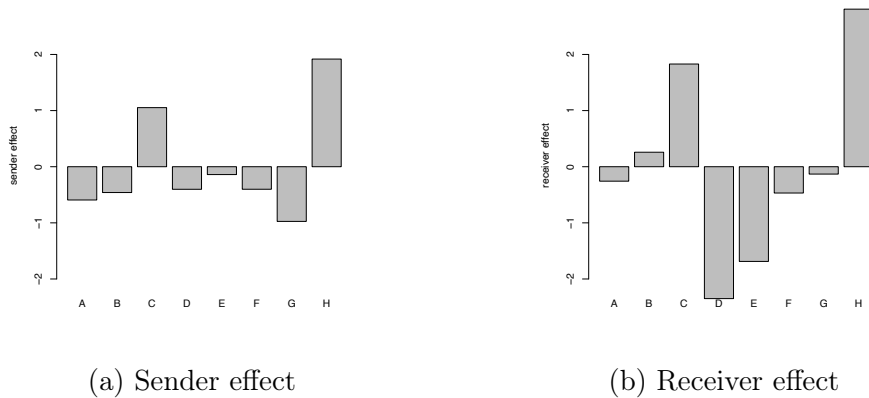 sender effect
2
1
0
−1
−2
A B C D E F G H
(a) Sender effect
receiver effect
2
1
0
−1
−2
A B C D E F G H
(b) Receiver effect